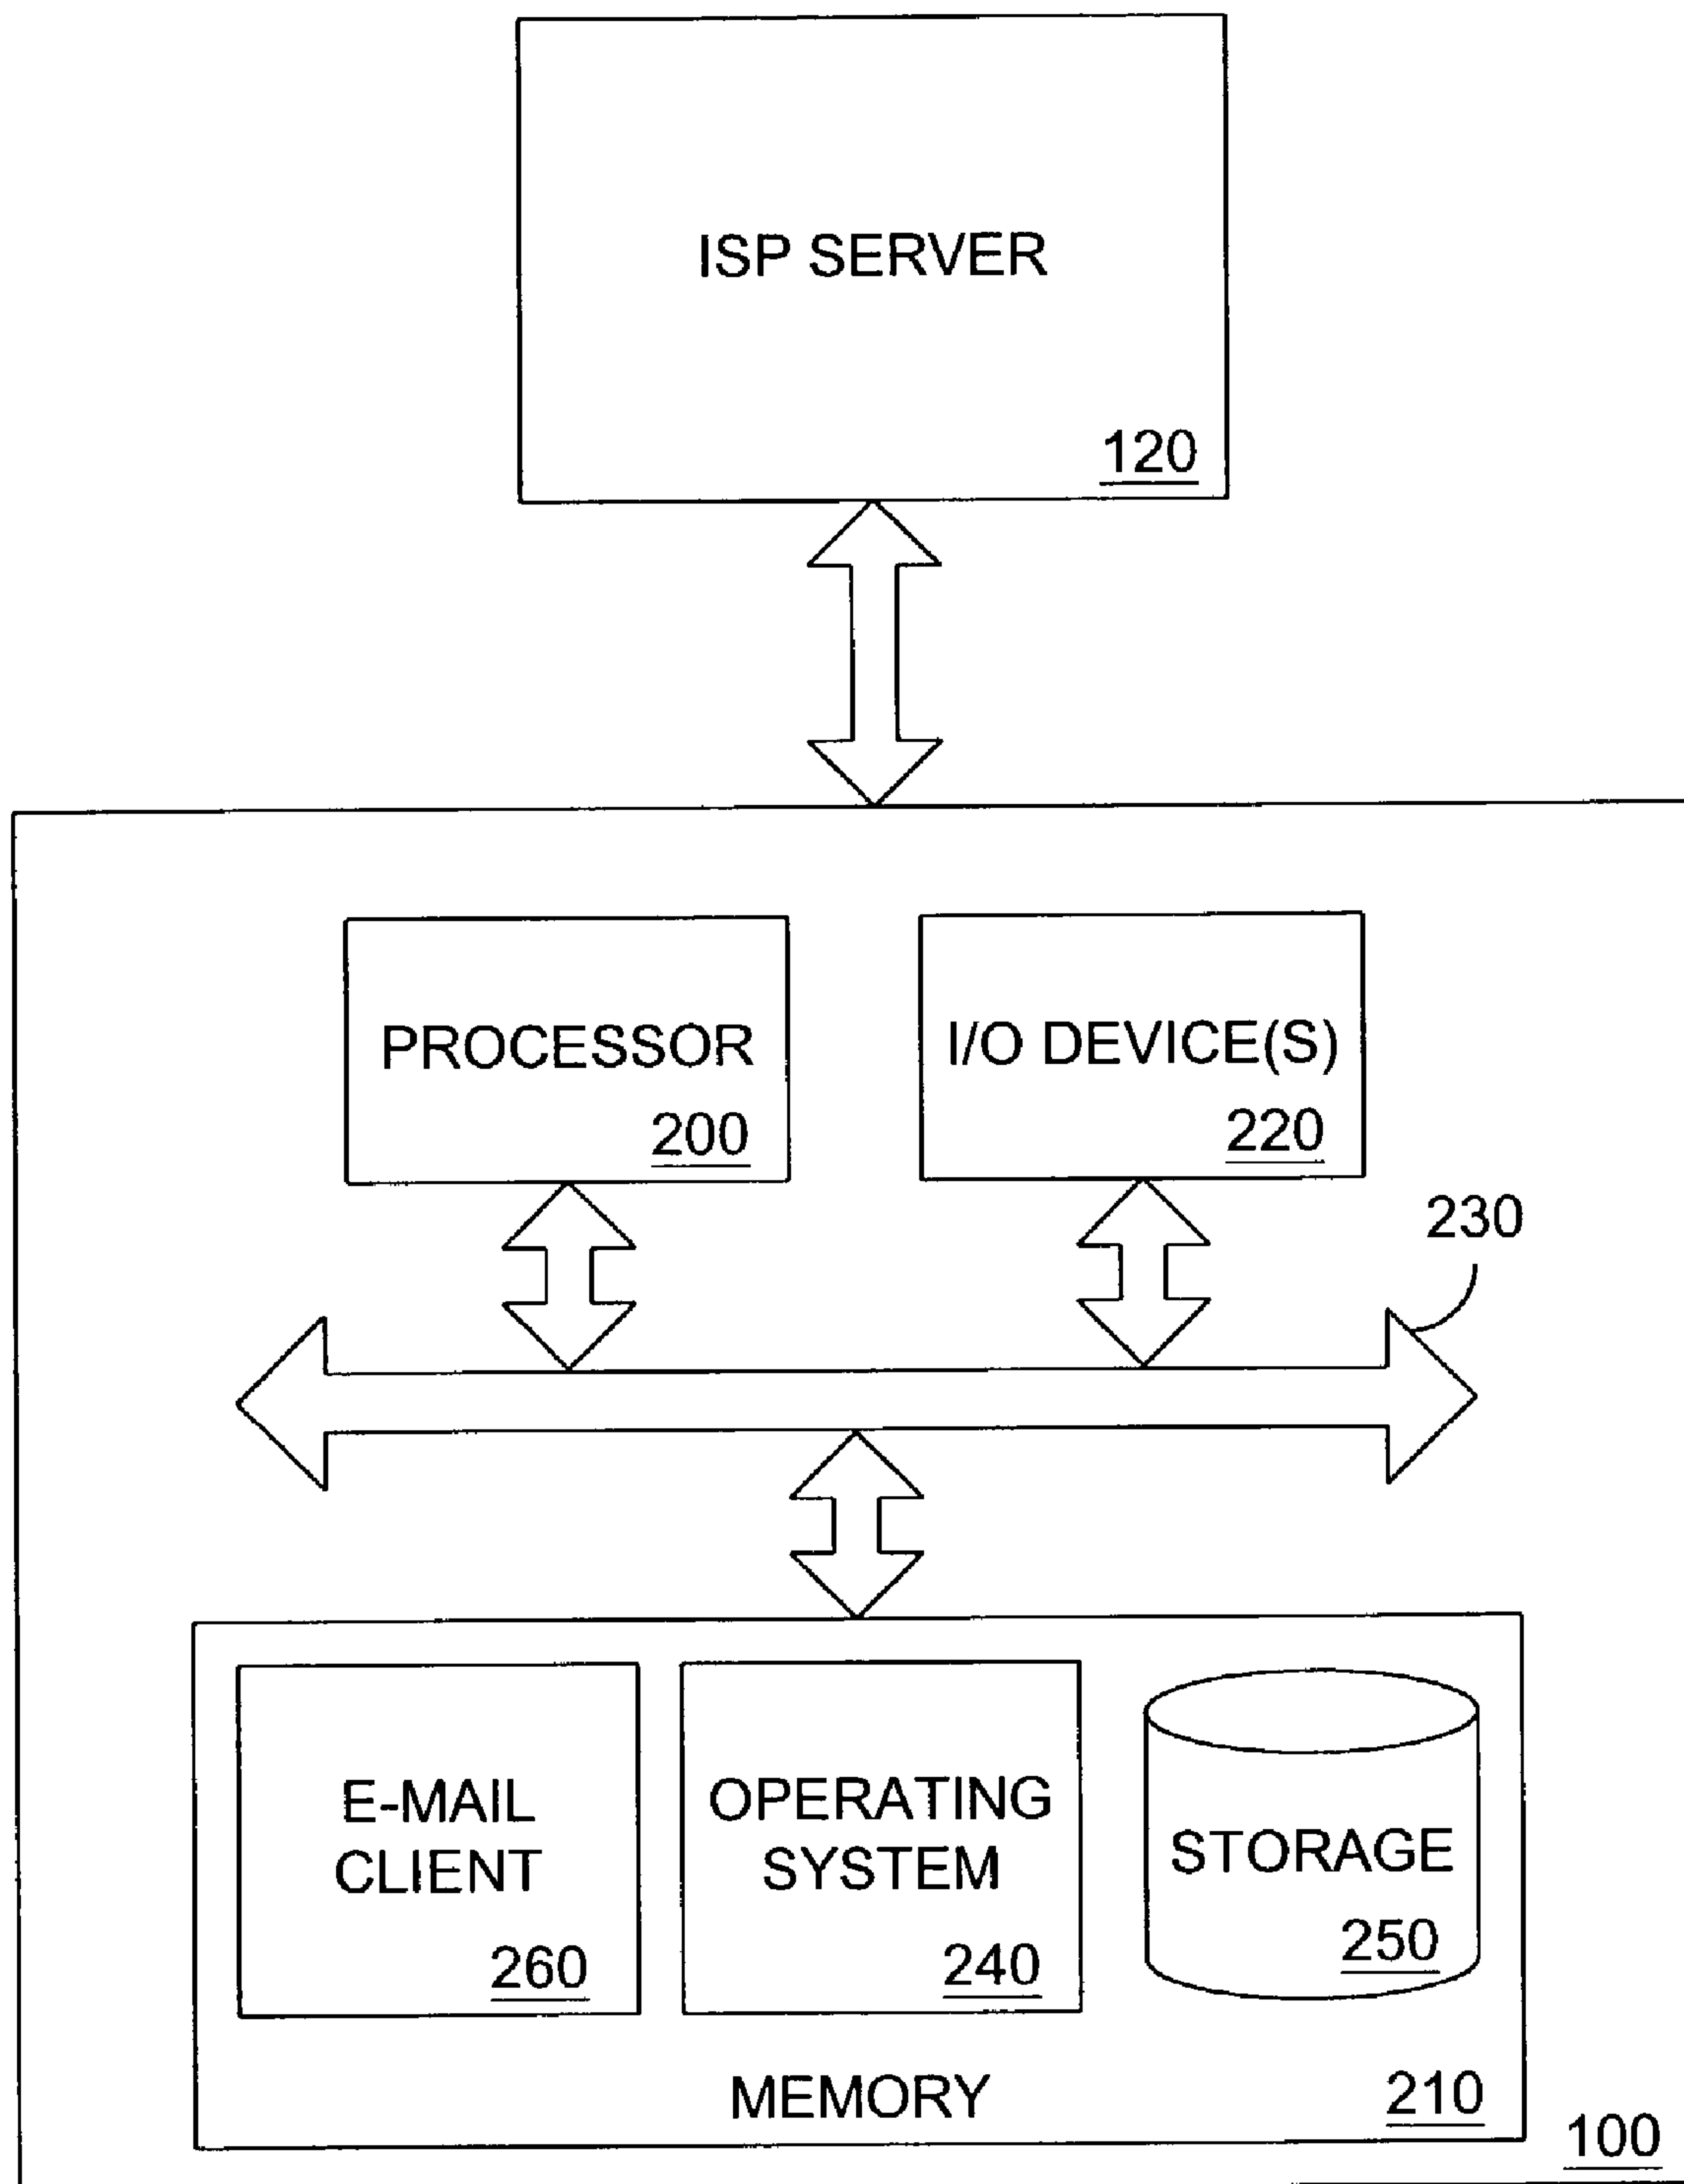 ISP SERVER
120
PROCESSOR
200
I/O DEVICE(S)
220
230
E-MAIL
CLIENT
260
OPERATING
SYSTEM
240
STORAGE
250
MEMORY
210
100